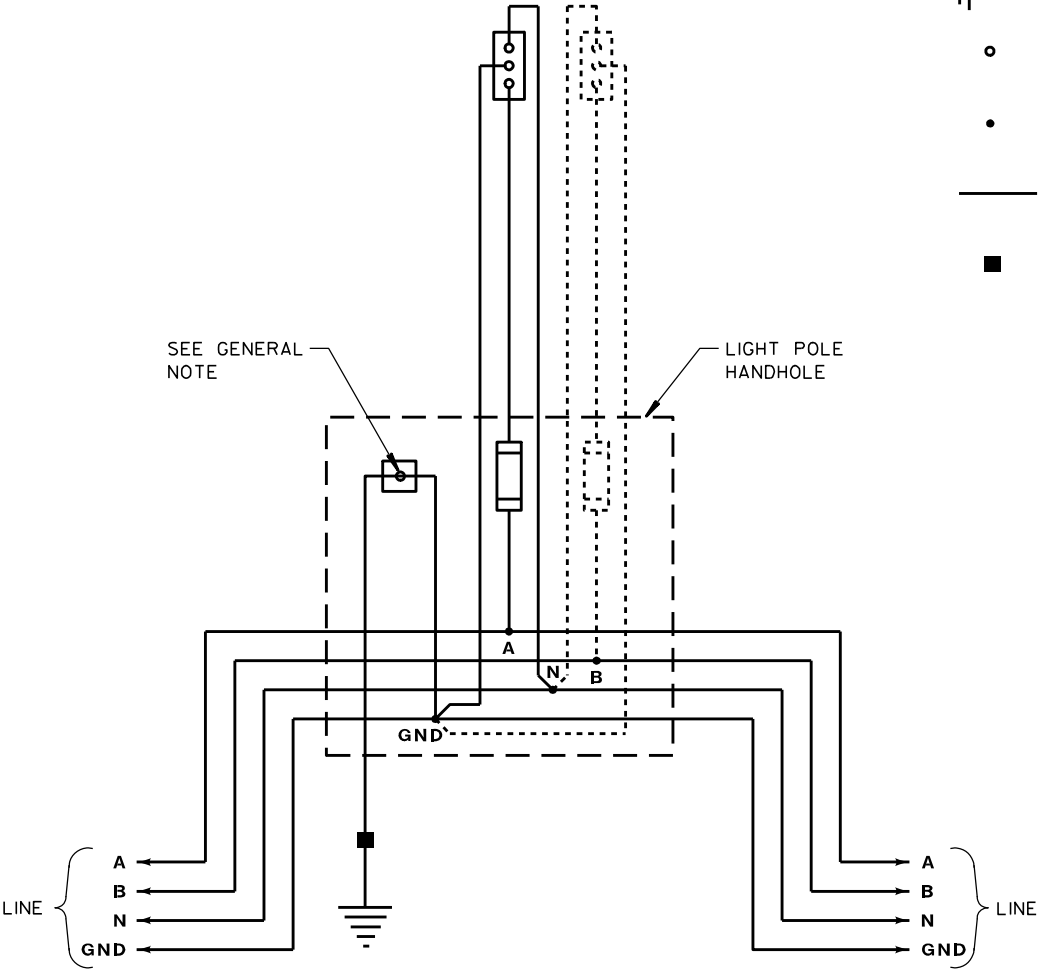 SEE GENERAL
NOTE
LIGHT POLE
HANDHOLE
A
N
B
GND
LINE
A
B
N
GND
A
B
N
GND
LINE